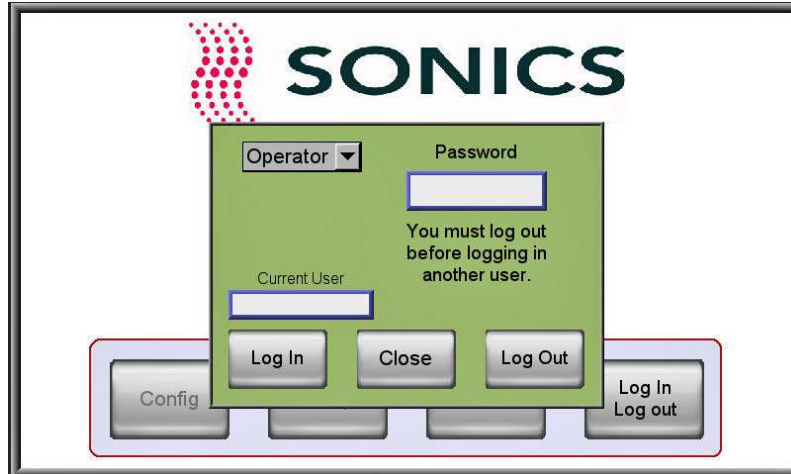 SONICS
Operator
Password
You must log out
before logging in
another user.
Current User
Log In
Close
Log Out
Config
Log In
Log out